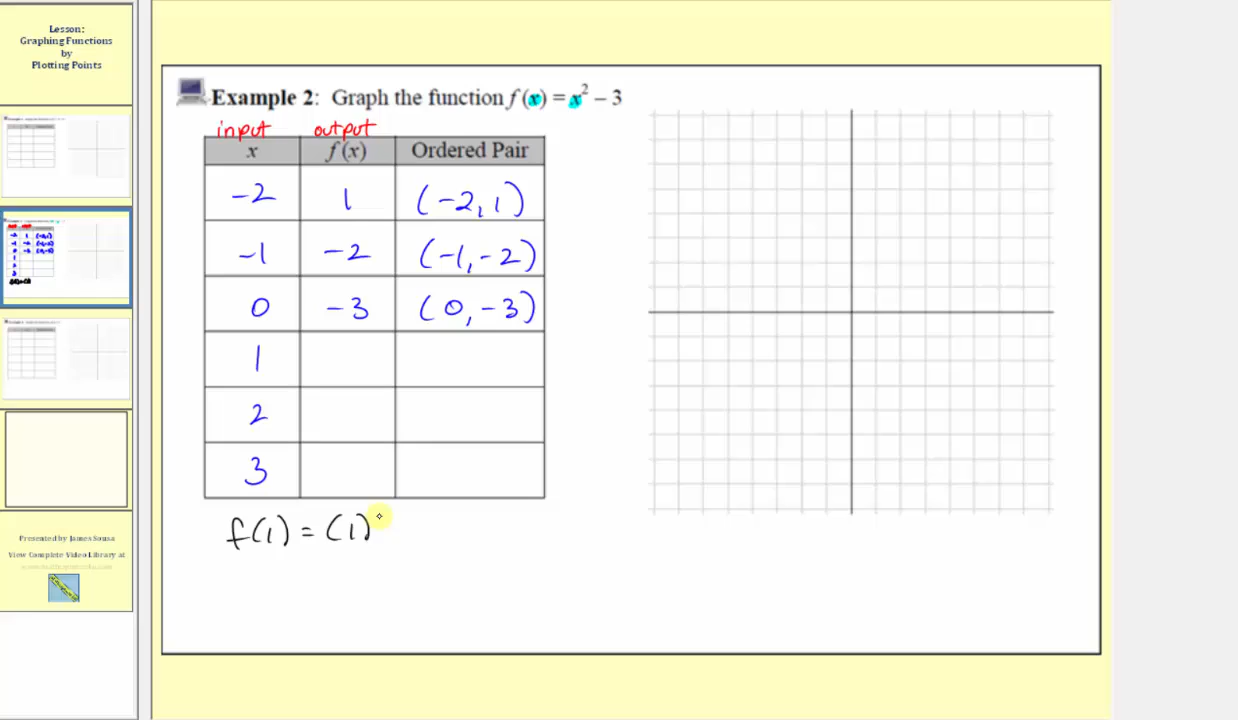 Lesson:
Graphing Functions
by
Plotting Points
Presented by James Sousa
View Complete Video Library at
Example 2: Graph the function f(x) = x² – 3
input output
x f(x) Ordered Pair
-2 1 (-2, 1)
-1 -2 (-1, -2)
0 -3 (0, -3)
1
2
3
f(1) = (1)